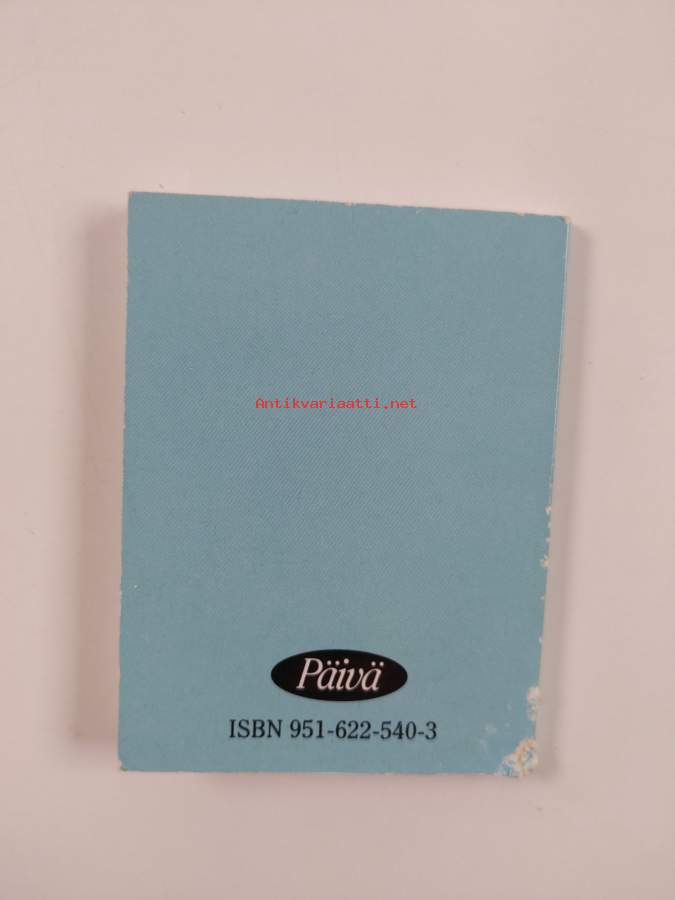 Antikvariaatti.net
Päivä
ISBN 951-622-540-3